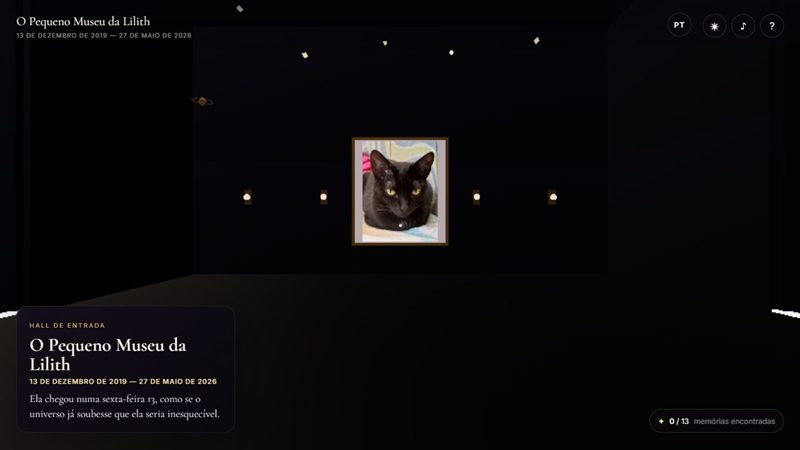 O Pequeno Museu da Lilith
13 DE DEZEMBRO DE 2019 — 27 DE MAIO DE 2026
PT
?
HALL DE ENTRADA
O Pequeno Museu da
Lilith
13 DE DEZEMBRO DE 2019 — 27 DE MAIO DE 2026
Ela chegou numa sexta-feira 13, como se o
universo já soubesse que ela seria inesquecível.
0 / 13 memórias encontradas